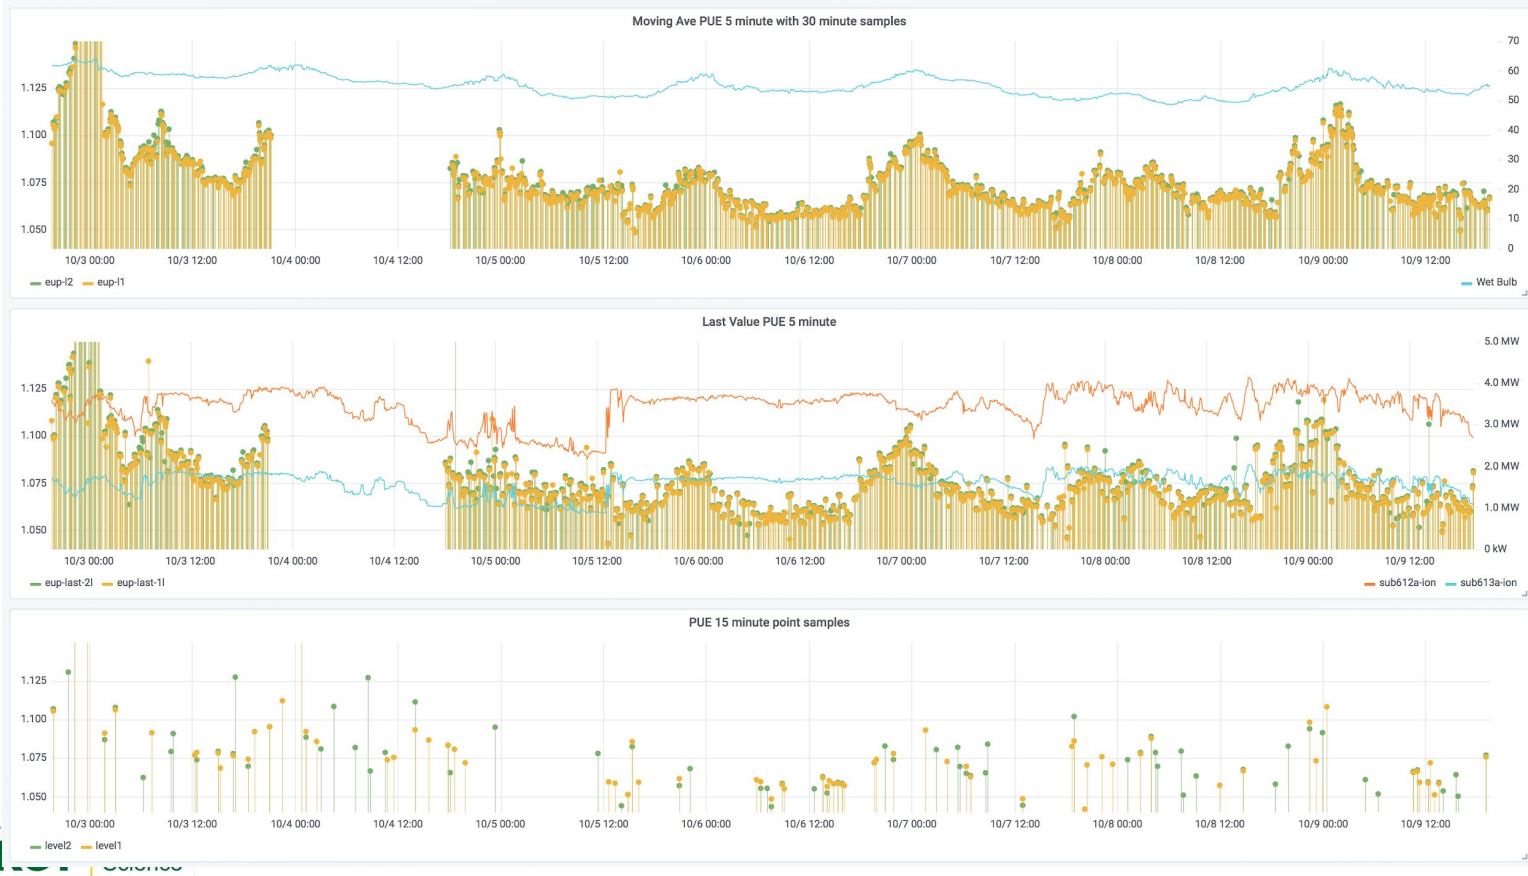 Moving Ave PUE 5 minute with 30 minute samples
70
60
1.125
50
1.100
40
30
1.075
20
1.050
10
0
10/3 00:00 10/3 12:00 10/4 00:00 10/4 12:00 10/5 00:00 10/5 12:00 10/6 00:00 10/6 12:00 10/7 00:00 10/7 12:00 10/8 00:00 10/8 12:00 10/9 00:00 10/9 12:00
eup-l2 eup-l1 Wet Bulb
Last Value PUE 5 minute
5.0 MW
1.125
4.0 MW
1.100
3.0 MW
1.075
2.0 MW
1.050
1.0 MW
0 kW
10/3 00:00 10/3 12:00 10/4 00:00 10/4 12:00 10/5 00:00 10/5 12:00 10/6 00:00 10/6 12:00 10/7 00:00 10/7 12:00 10/8 00:00 10/8 12:00 10/9 00:00 10/9 12:00
eup-last-2l eup-last-1l sub612a-ion sub613a-ion
PUE 15 minute point samples
1.125
1.100
1.075
1.050
10/3 00:00 10/3 12:00 10/4 00:00 10/4 12:00 10/5 00:00 10/5 12:00 10/6 00:00 10/6 12:00 10/7 00:00 10/7 12:00 10/8 00:00 10/8 12:00 10/9 00:00 10/9 12:00
level2 level1